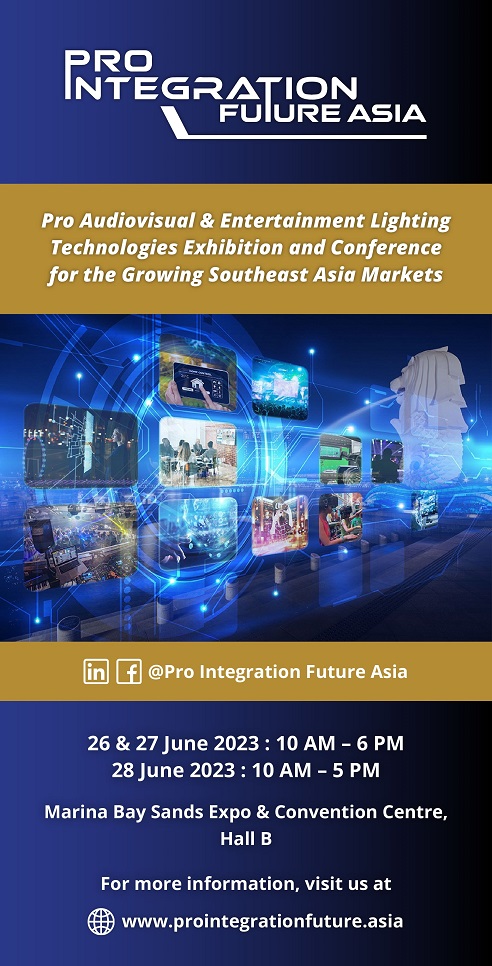 PRO
INTEGRATION
FUTURE ASIA
Pro Audiovisual & Entertainment Lighting
Technologies Exhibition and Conference
for the Growing Southeast Asia Markets
in f @Pro Integration Future Asia
26 & 27 June 2023 : 10 AM – 6 PM
28 June 2023 : 10 AM – 5 PM
Marina Bay Sands Expo & Convention Centre,
Hall B
For more information, visit us at
www.prointegrationfuture.asia